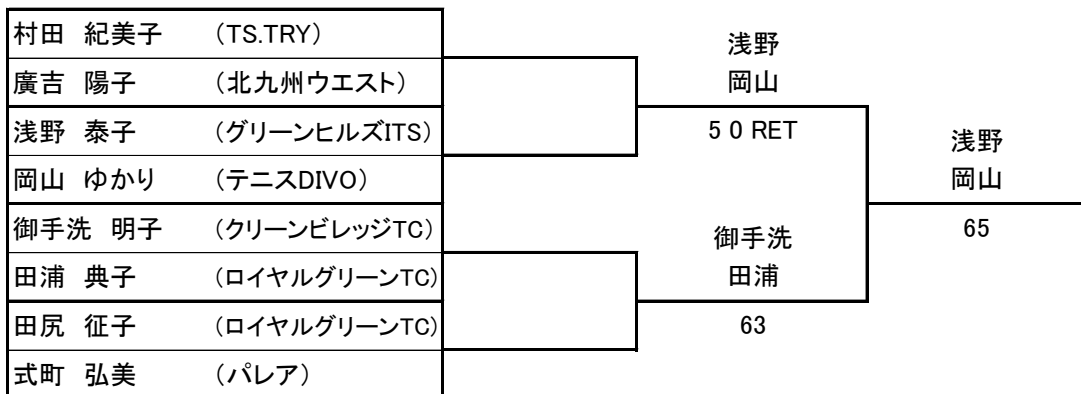 村田　紀美子　（TS.TRY）
廣吉　陽子　（北九州ウエスト）
浅野　泰子　（グリーンヒルズITS）
岡山　ゆかり　（テニスDIVO）
御手洗　明子　（クリーンビレッジTC）
田浦　典子　（ロイヤルグリーンTC）
田尻　征子　（ロイヤルグリーンTC）
式町　弘美　（パレア）
浅野
岡山
5 0 RET
御手洗
田浦
63
浅野
岡山
65